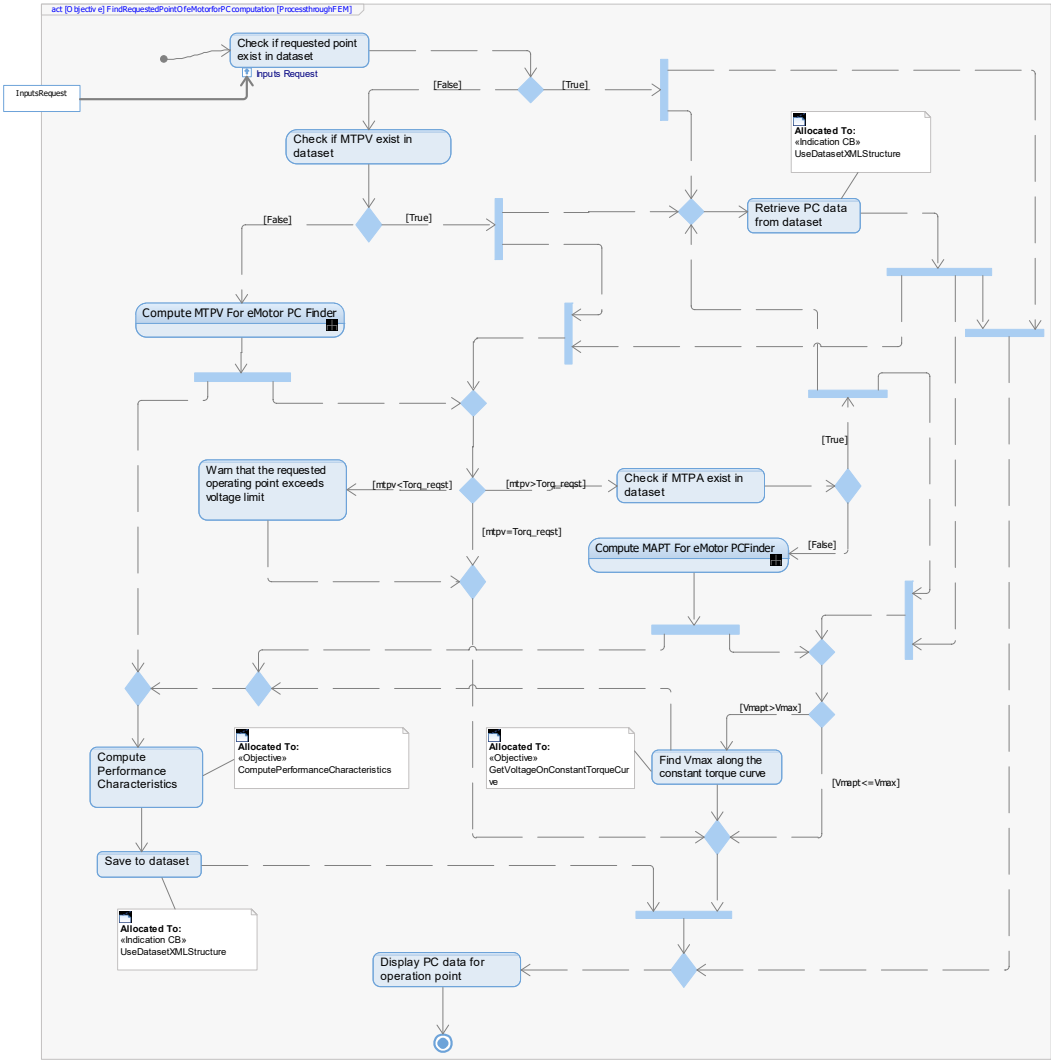 act [Objective] FindRequestedPointOfeMotorforPCcomputation [ProcessthroughFEM]
Check if requested point
exist in dataset
Inputs Request
InputsRequest
[False]
[True]
Allocated To:
«Indication CB»
UseDatasetXMLStructure
Check if MTPV exist in
dataset
Retrieve PC data
from dataset
[False]
[True]
Compute MTPV For eMotor PC Finder
[True]
Warn that the requested
operating point exceeds
voltage limit
[mtpv<Torq_reqst]
[mtpv>Torq_reqst]
Check if MTPA exist in
dataset
[mtpv=Torq_reqst]
Compute MAPT For eMotor PCFinder
[False]
[Vmapt>Vmax]
Allocated To:
«Objective»
ComputePerformanceCharacteristics
Allocated To:
«Objective»
GetVoltageOnConstantTorqueCur
ve
Compute
Performance
Characteristics
Find Vmax along the
constant torque curve
[Vmapt<=Vmax]
Save to dataset
Allocated To:
«Indication CB»
UseDatasetXMLStructure
Display PC data for
operation point